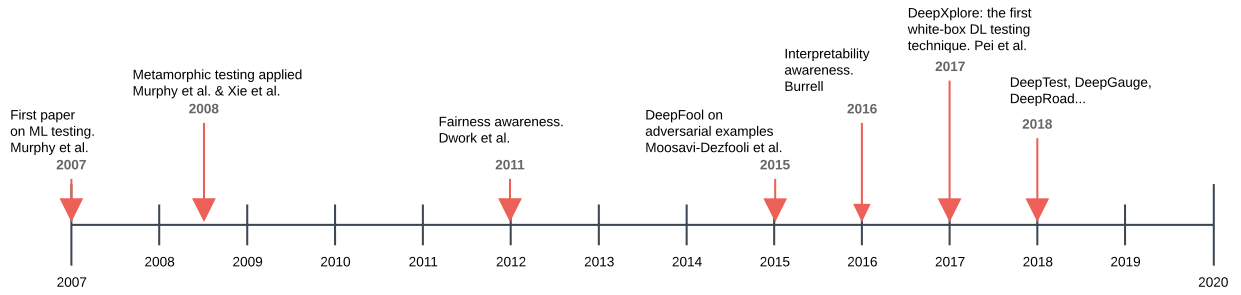 First paper
on ML testing.
Murphy et al.
2007
Metamorphic testing applied
Murphy et al. & Xie et al.
2008
Fairness awareness.
Dwork et al.
2011
DeepFool on
adversarial examples
Moosavi-Dezfooli et al.
2015
Interpretability
awareness.
Burrell
2016
DeepXplore: the first
white-box DL testing
technique. Pei et al.
2017
DeepTest, DeepGauge,
DeepRoad...
2018
2007
2008
2009
2010
2011
2012
2013
2014
2015
2016
2017
2018
2019
2020